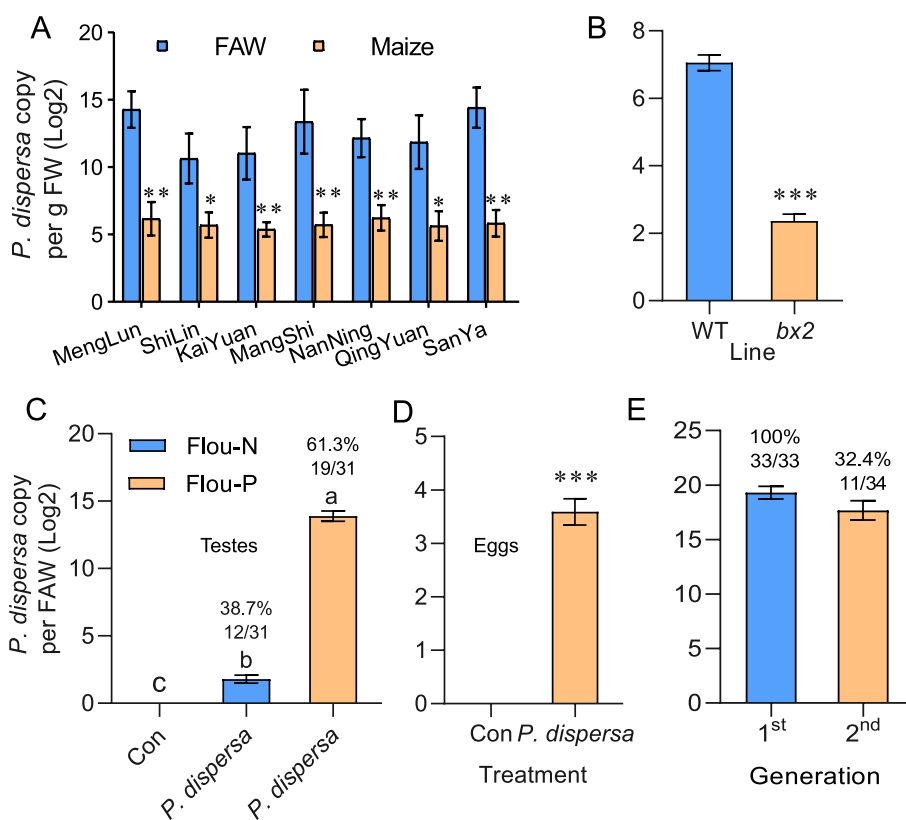 A
FAW
Maize
P. dispersa copy
per g FW (Log2)
20
15
10
5
0
**
*
**
**
**
*
**
MengLun
ShiLin
KaiYuan
MangShi
NanNing
QingYuan
SanYa
B
8
6
4
2
0
***
WT
bx2
Line
C
P. dispersa copy
per FAW (Log2)
20
15
10
5
0
Flou-N
Flou-P
61.3%
19/31
a
Testes
38.7%
12/31
b
c
Con
P. dispersa
P. dispersa
D
5
4
3
2
1
0
***
Eggs
Con P. dispersa
Treatment
E
25
20
15
10
5
0
100%
33/33
32.4%
11/34
1st
2nd
Generation